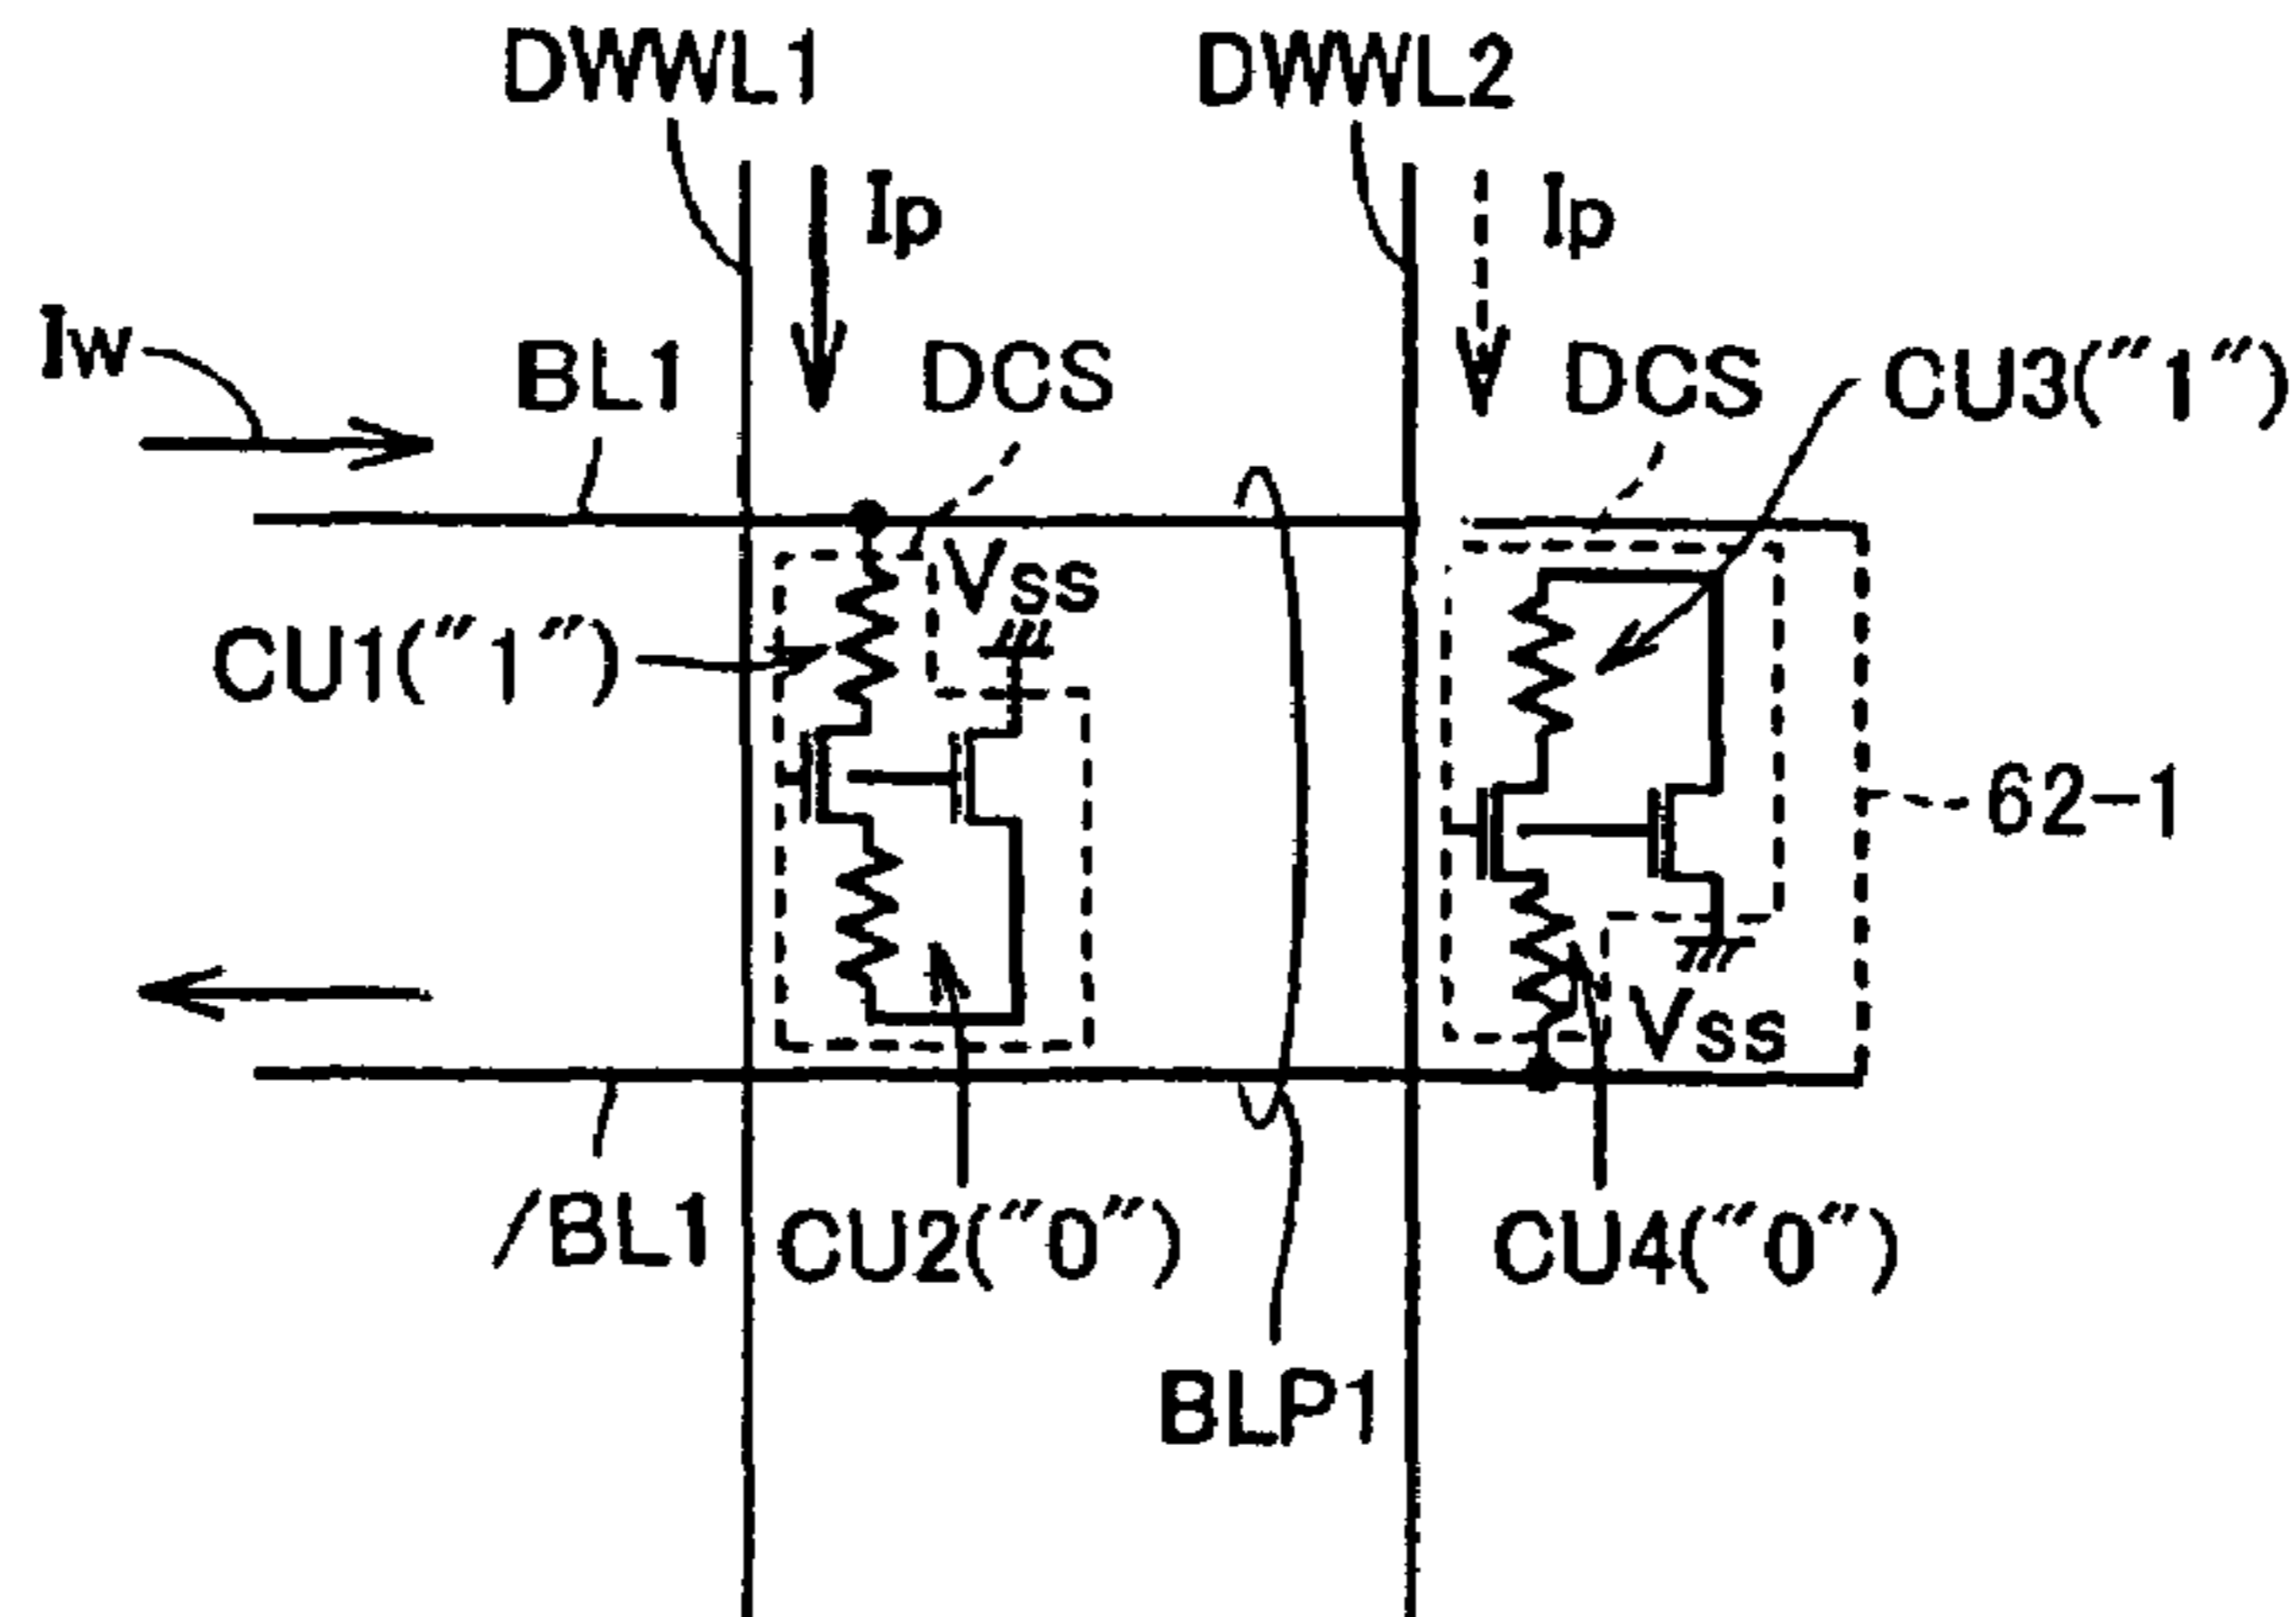 DWWL1 DWWL2
Ip Ip
Iw BL1 DCS DCS CU3("1")
Vss
CU1("1")
62-1
Vss
/BL1 CU2("0") CU4("0")
BLP1